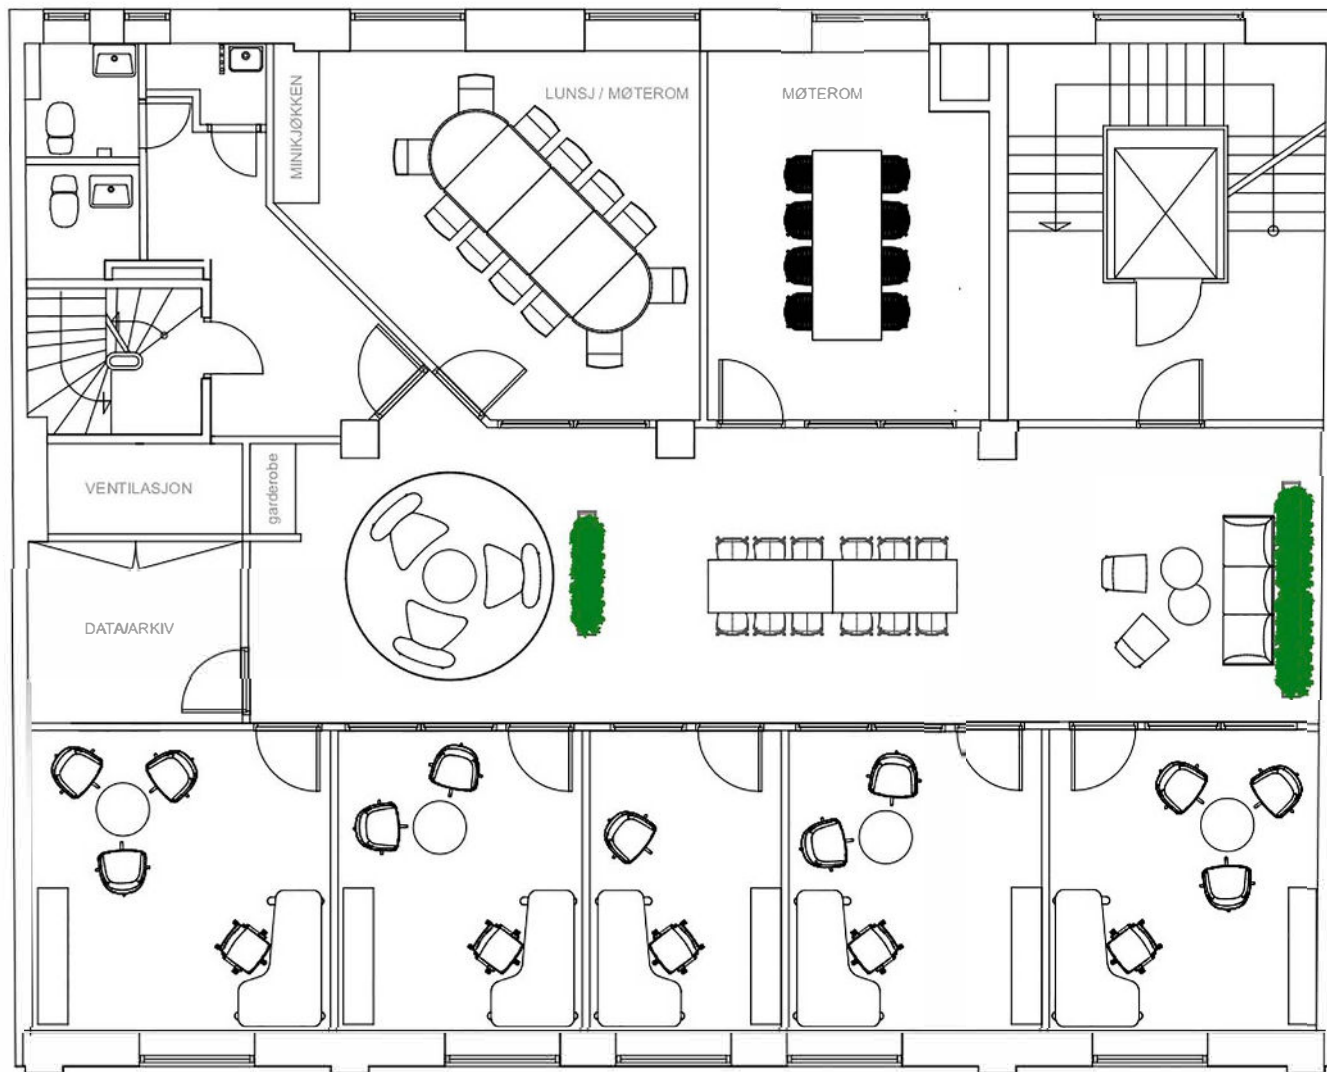 LUNSJ / MØTEROM
MØTEROM
MINIKJØKKEN
VENTILASJON
garderobe
DATA/ARKIV